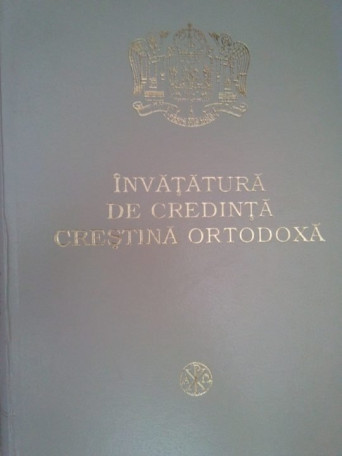 ÎNVĂȚĂTURĂ
DE CREDINȚĂ
CREȘTINĂ ORTODOXĂ